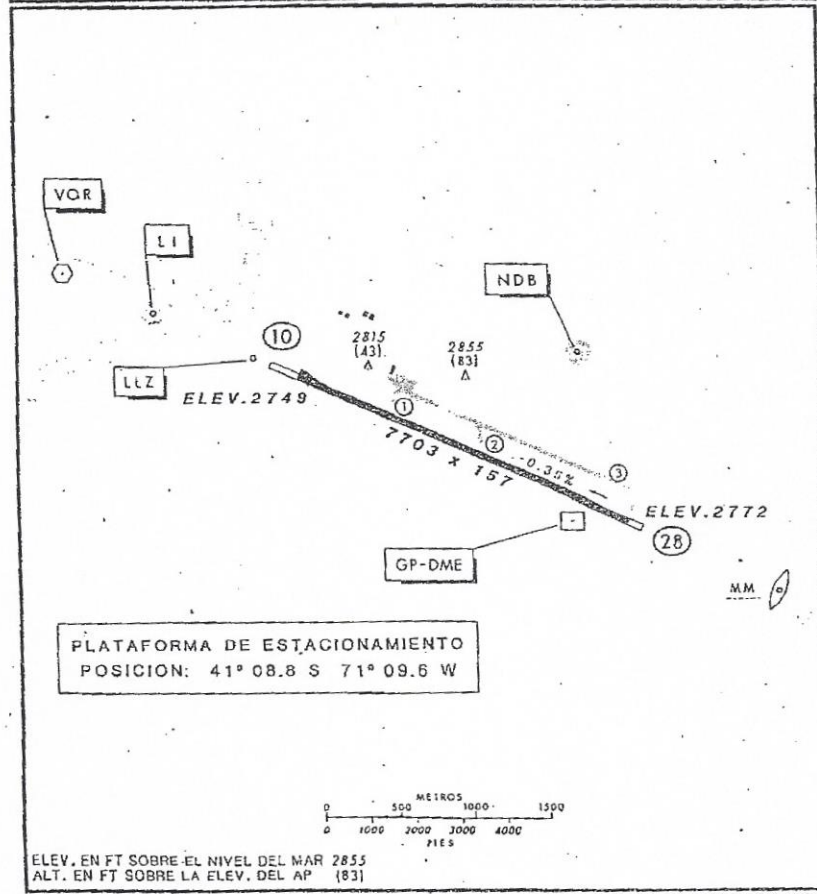 VOR
LI
NDB
10
2815
(43)
2855
(83)
LLZ
ELEV.2749
1
7703 x 157
2
-0.35%
3
ELEV.2772
28
GP-DME
MM
PLATAFORMA DE ESTACIONAMIENTO
POSICION: 41º 08.8 S 71º 09.6 W
METROS
0 500 1000 1500
0 1000 2000 3000 4000
PIES
ELEV. EN FT SOBRE EL NIVEL DEL MAR 2855
ALT. EN FT SOBRE LA ELEV. DEL AP (83)